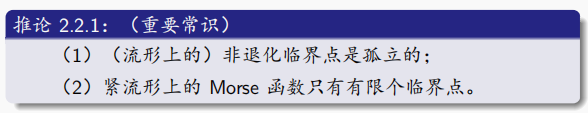 推论 2.2.1：（重要常识）
（1）（流形上的）非退化临界点是孤立的；
（2）紧流形上的 Morse 函数只有有限个临界点。